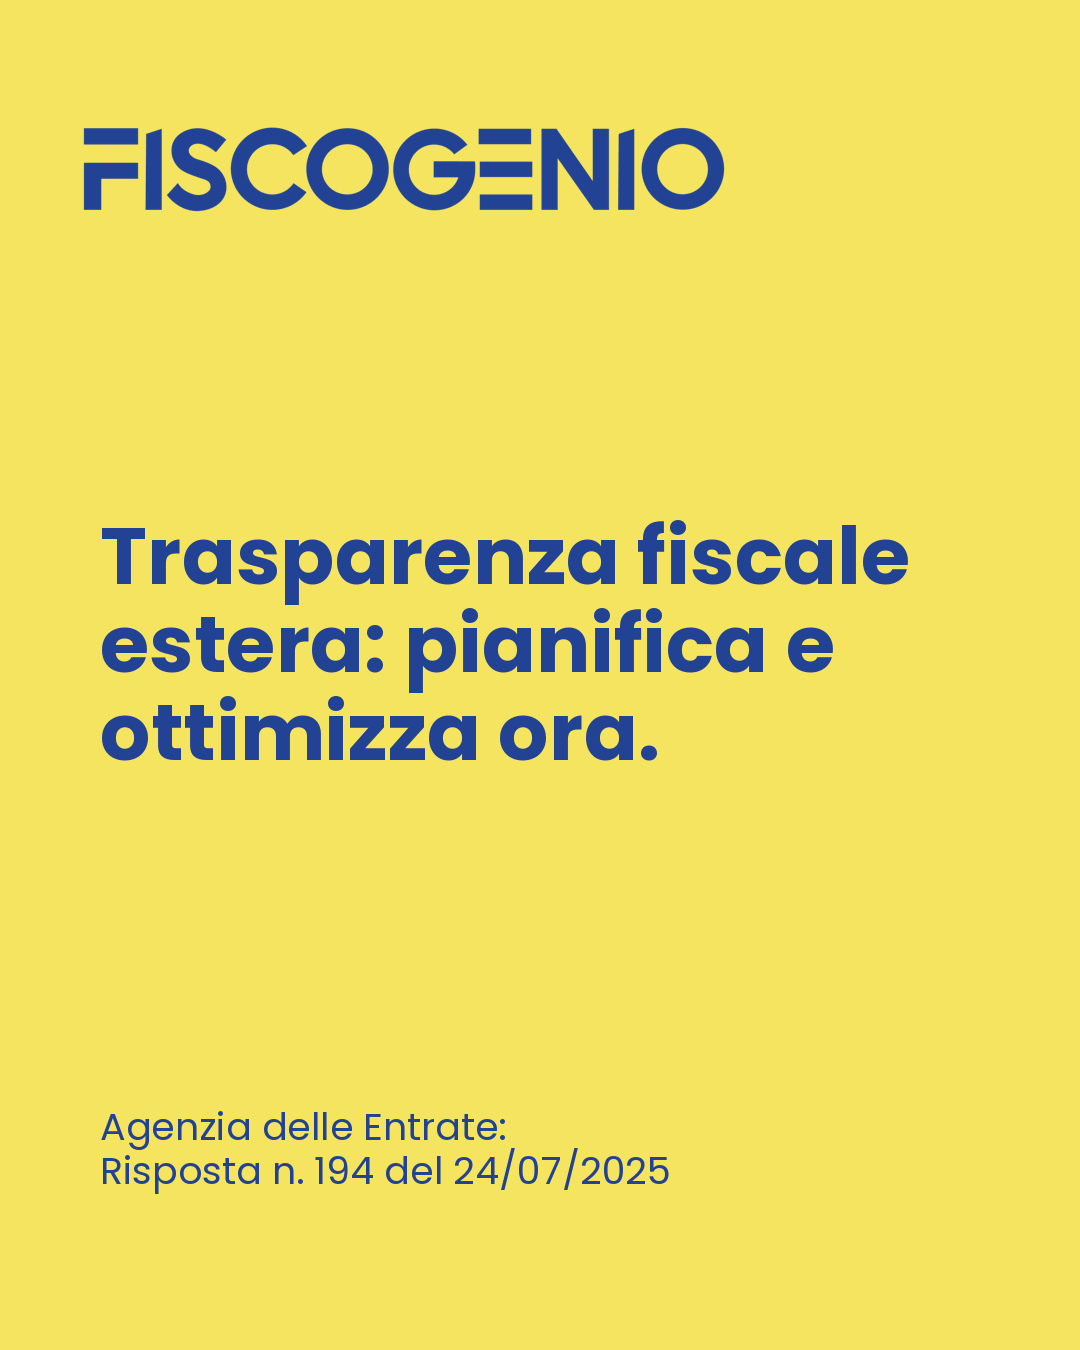 FISCOGENIO
Trasparenza fiscale
estera: pianifica e
ottimizza ora.
Agenzia delle Entrate:
Risposta n. 194 del 24/07/2025